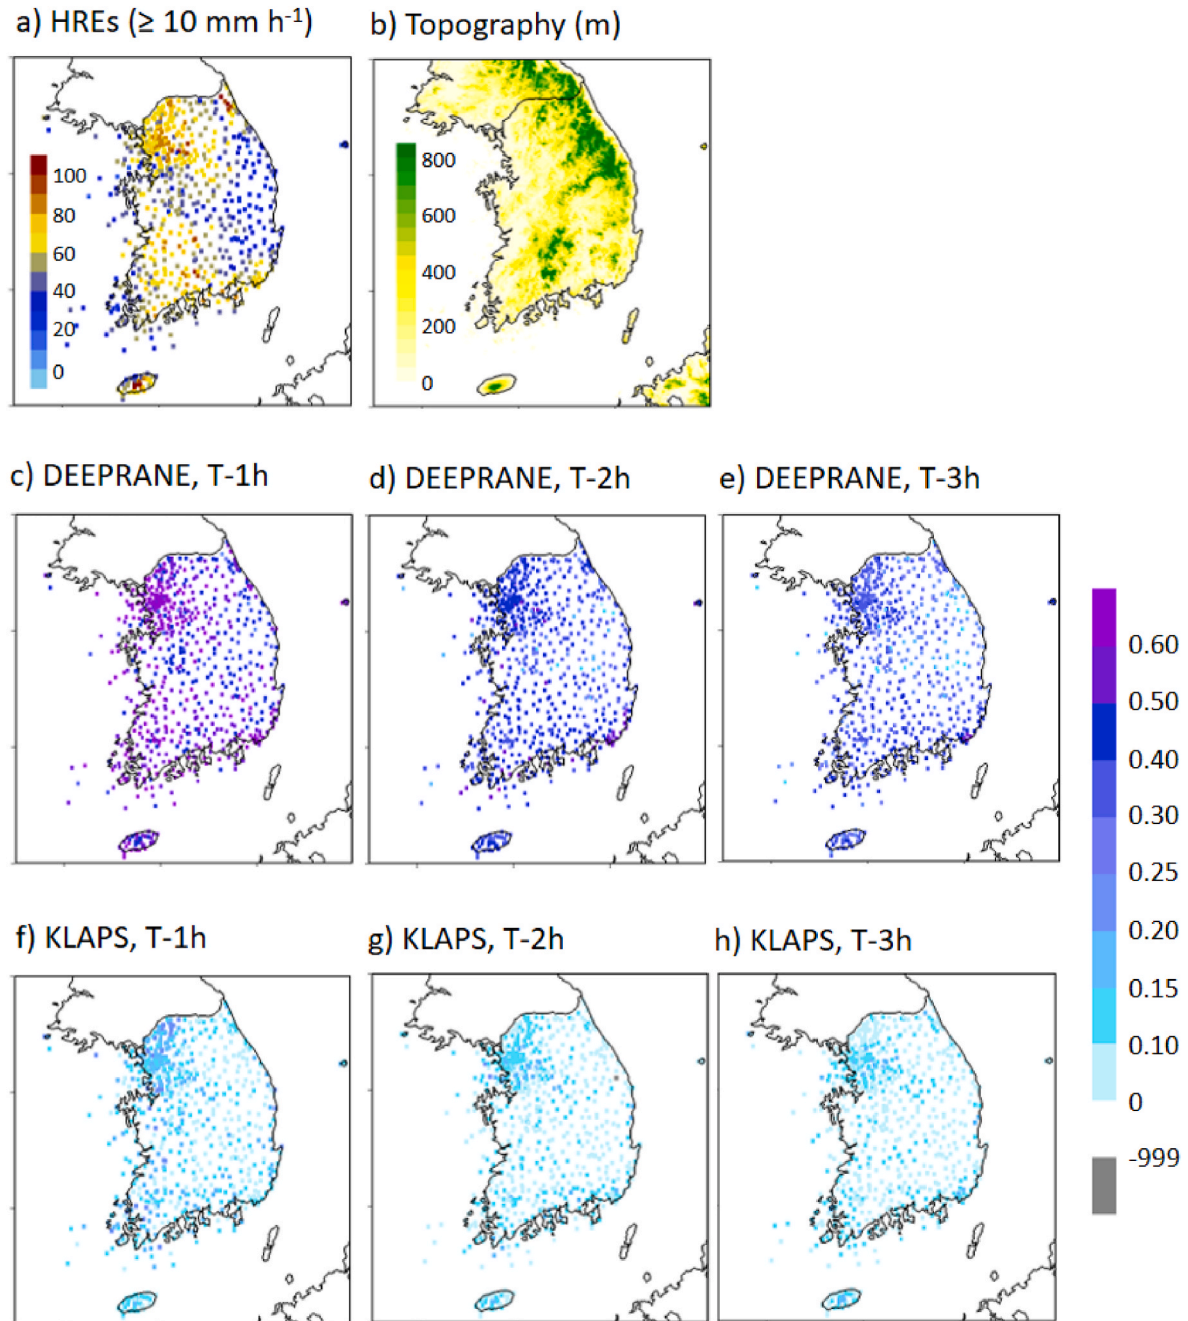 a) HREs (≥ 10 mm h-1)
b) Topography (m)
100
80
60
40
20
0
800
600
400
200
0
c) DEEPRANE, T-1h
d) DEEPRANE, T-2h
e) DEEPRANE, T-3h
0.60
0.50
0.40
0.30
0.25
0.20
0.15
0.10
0
-999
f) KLAPS, T-1h
g) KLAPS, T-2h
h) KLAPS, T-3h